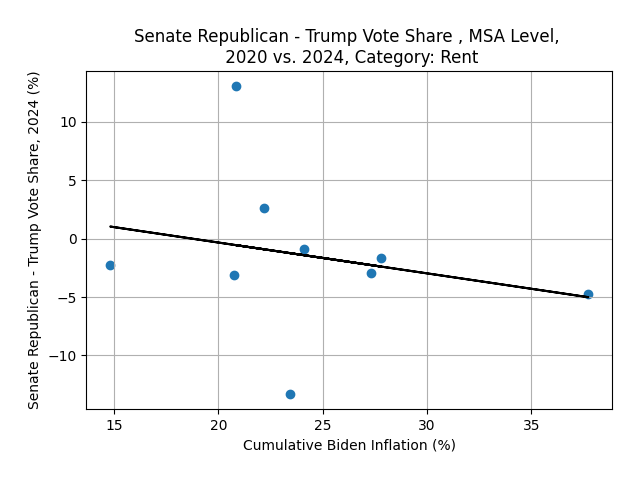 Senate Republican - Trump Vote Share , MSA Level,
2020 vs. 2024, Category: Rent
Senate Republican - Trump Vote Share, 2024 (%)
10
5
0
−5
−10
15
20
25
30
35
Cumulative Biden Inflation (%)